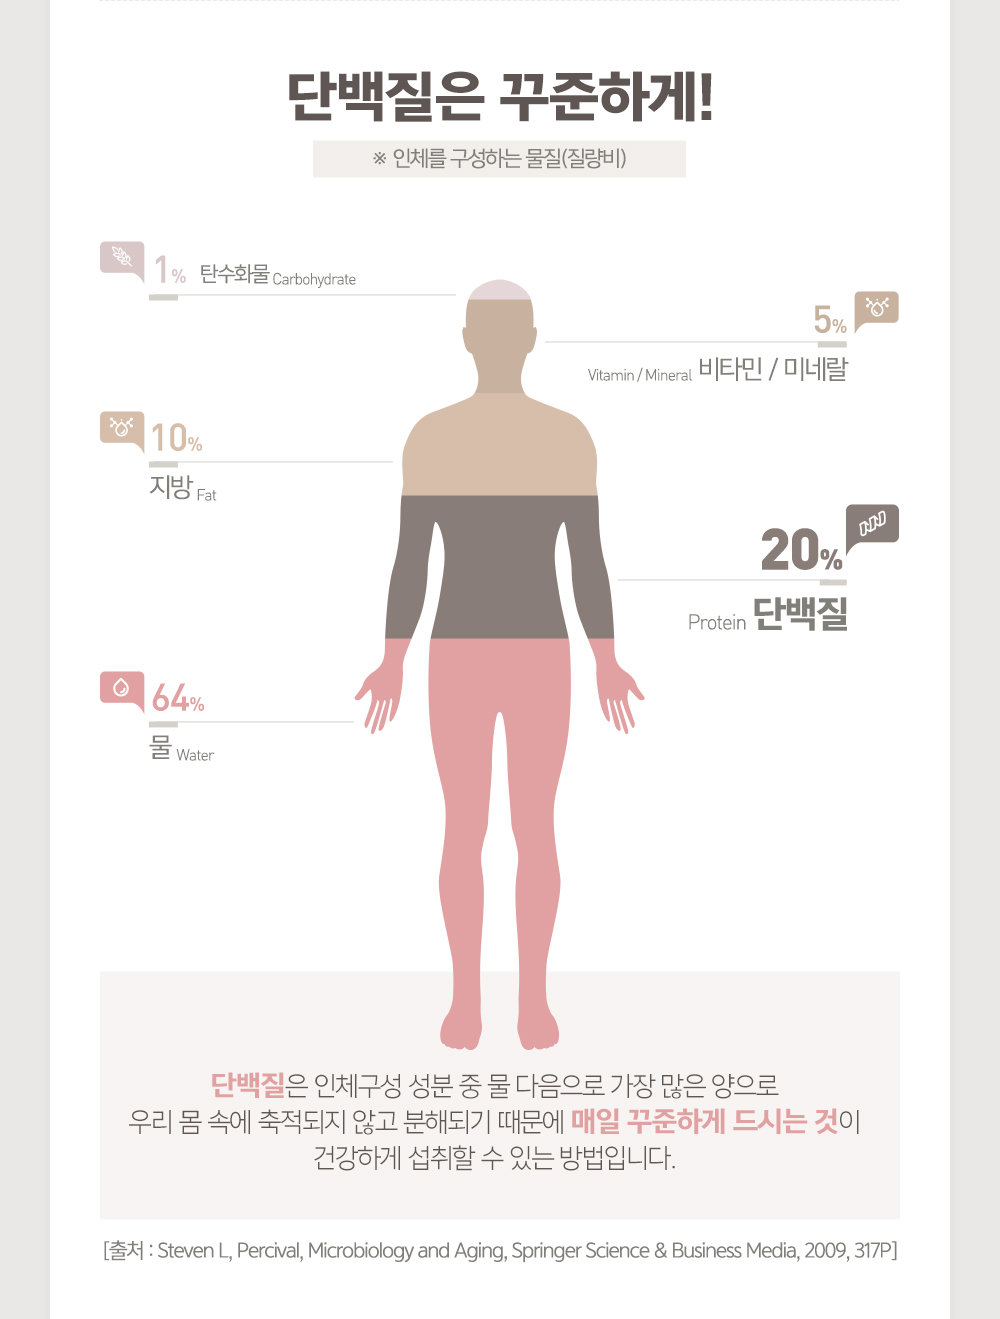 단백질은 꾸준하게!
※ 인체를 구성하는 물질(질량비)
1% 탄수화물 Carbohydrate
5%
Vitamin / Mineral 비타민 / 미네랄
10%
지방 Fat
20%
Protein 단백질
64%
물 Water
단백질은 인체구성 성분 중 물 다음으로 가장 많은 양으로
우리 몸 속에 축적되지 않고 분해되기 때문에 매일 꾸준하게 드시는 것이
건강하게 섭취할 수 있는 방법입니다.
[출처 : Steven L, Percival, Microbiology and Aging, Springer Science & Business Media, 2009, 317P]